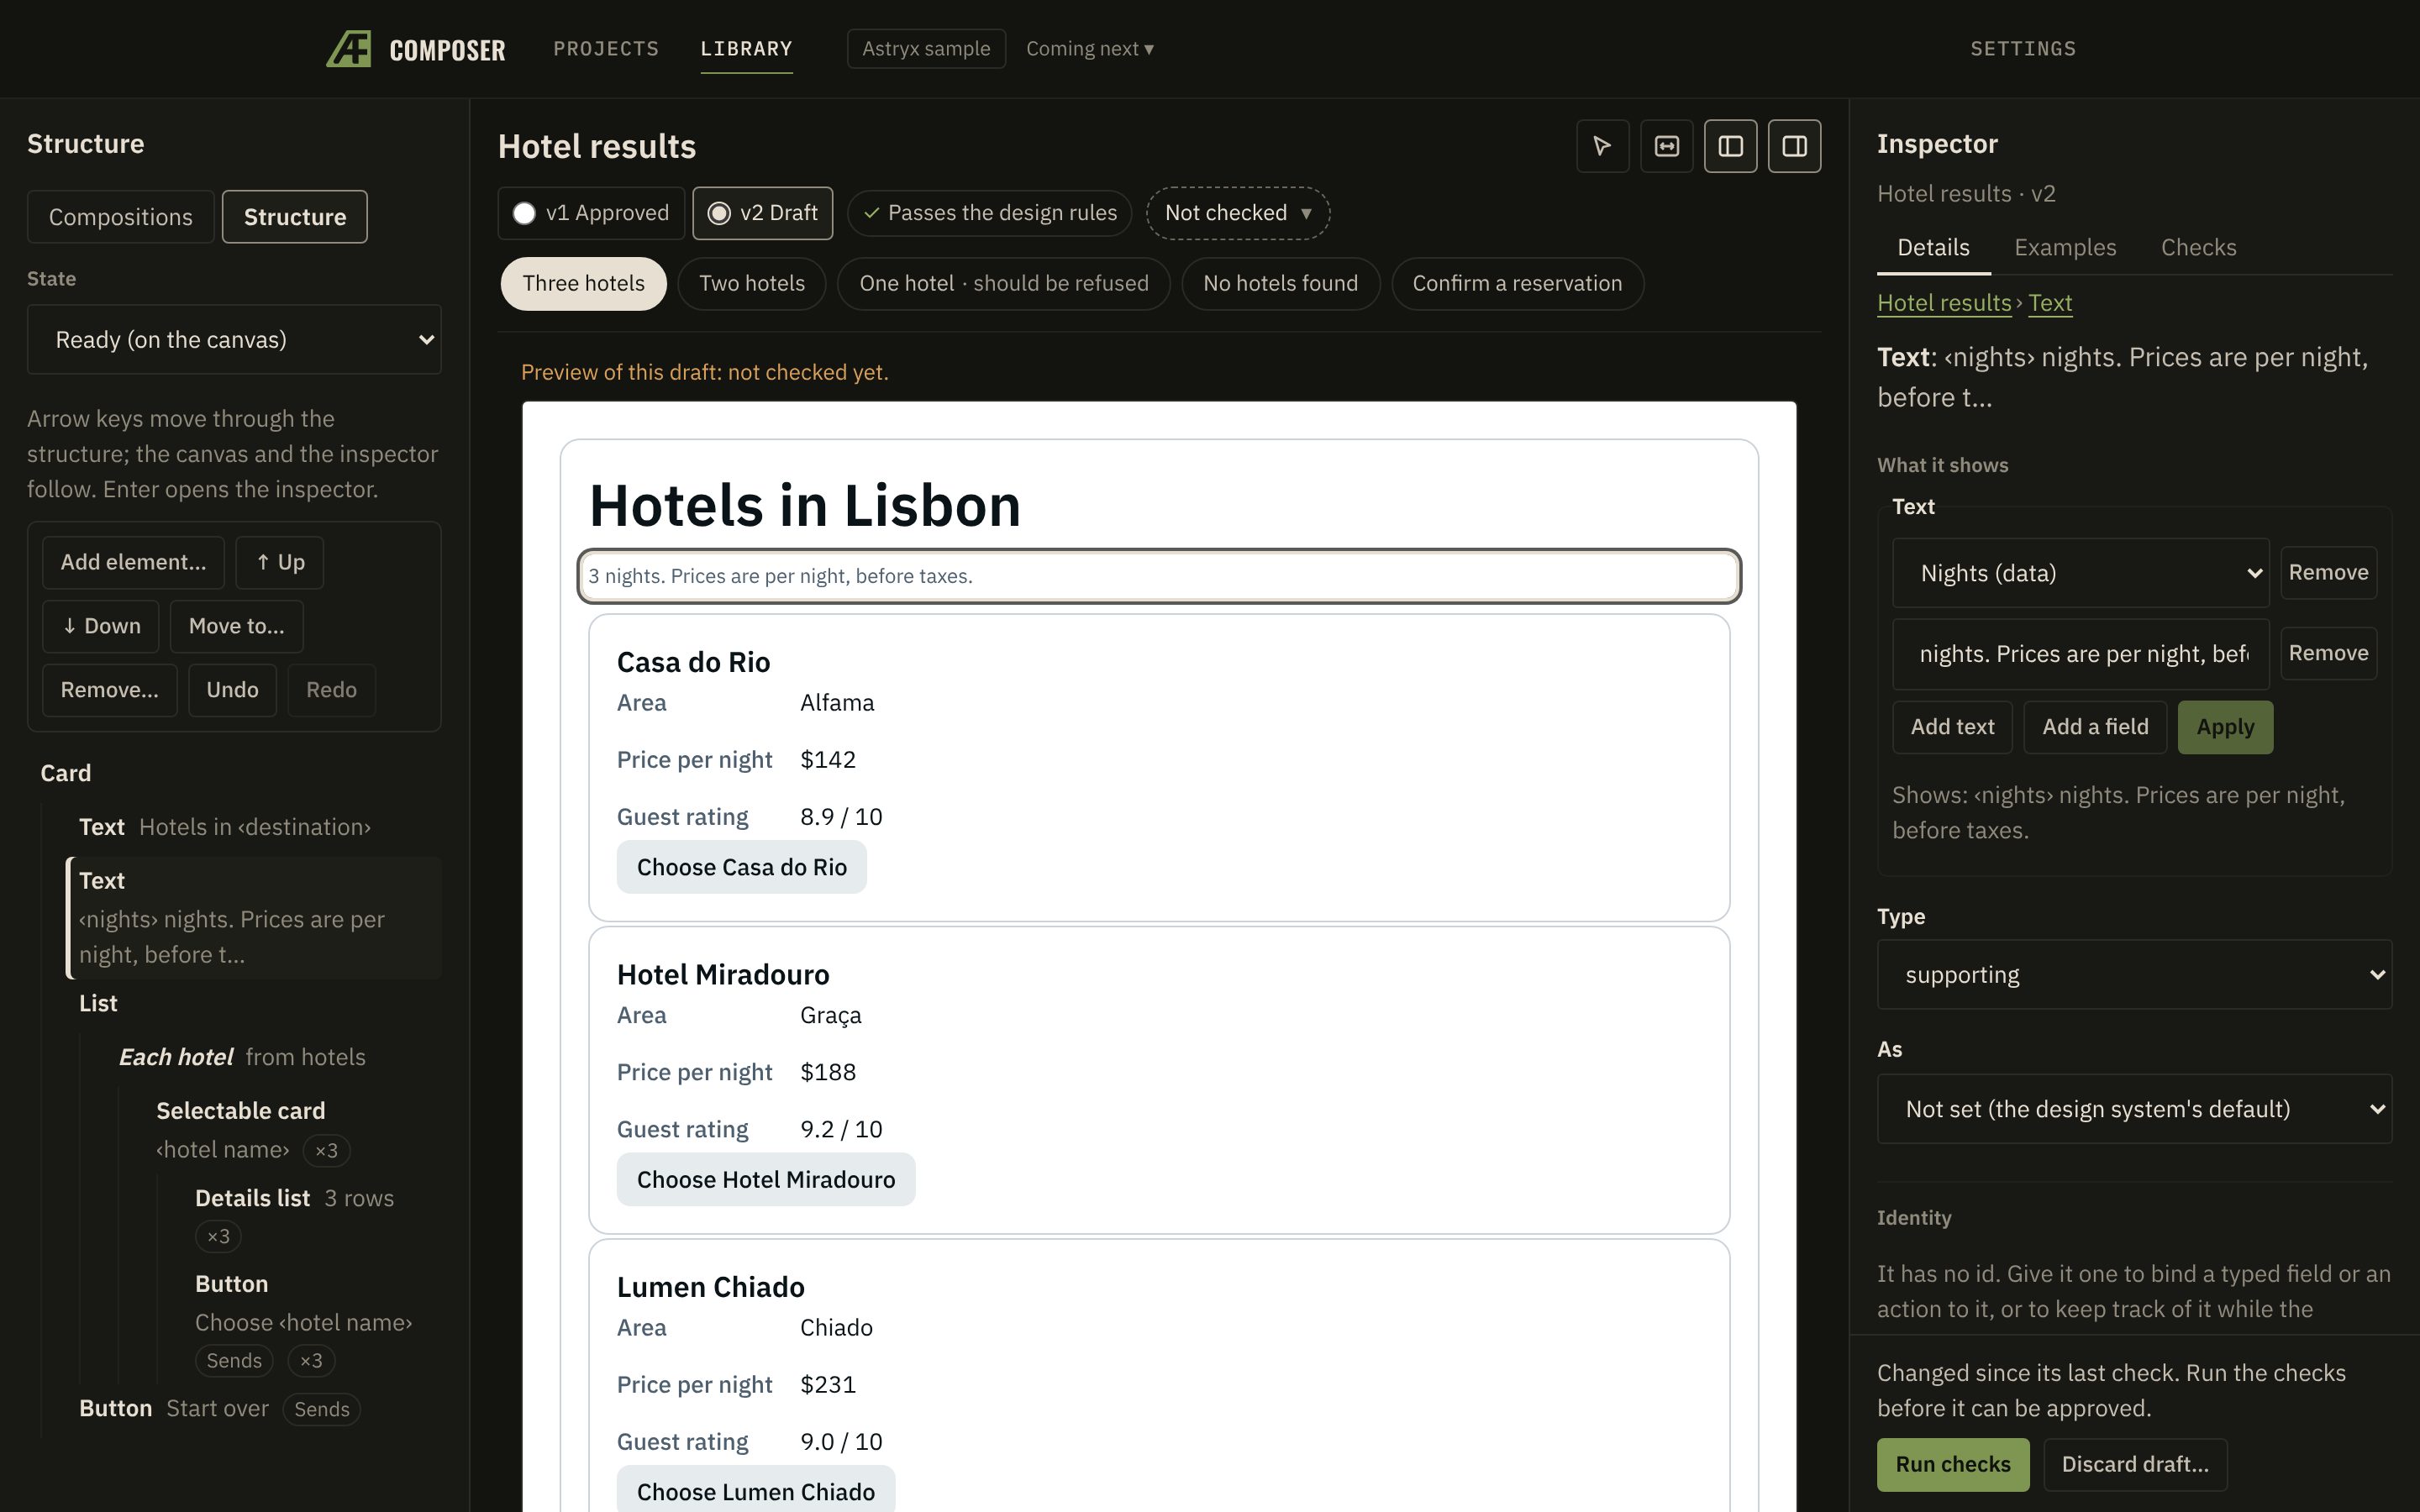 COMPOSER
PROJECTS
LIBRARY
Astryx sample
Coming next ▾
SETTINGS
Structure
Compositions
Structure
State
Ready (on the canvas)
Arrow keys move through the
structure; the canvas and the inspector
follow. Enter opens the inspector.
Add element...
↑ Up
↓ Down
Move to...
Remove...
Undo
Redo
Card
Text Hotels in ‹destination›
Text
‹nights› nights. Prices are per
night, before t...
List
Each hotel from hotels
Selectable card
‹hotel name› ×3
Details list 3 rows
×3
Button
Choose ‹hotel name›
Sends ×3
Button Start over Sends
Hotel results
v1 Approved
v2 Draft
✓ Passes the design rules
Not checked ▾
Three hotels
Two hotels
One hotel · should be refused
No hotels found
Confirm a reservation
Preview of this draft: not checked yet.
Hotels in Lisbon
3 nights. Prices are per night, before taxes.
Casa do Rio
Area Alfama
Price per night $142
Guest rating 8.9 / 10
Choose Casa do Rio
Hotel Miradouro
Area Graça
Price per night $188
Guest rating 9.2 / 10
Choose Hotel Miradouro
Lumen Chiado
Area Chiado
Price per night $231
Guest rating 9.0 / 10
Choose Lumen Chiado
Inspector
Hotel results · v2
Details
Examples
Checks
Hotel results › Text
Text: ‹nights› nights. Prices are per night,
before t...
What it shows
Text
Nights (data)
Remove
nights. Prices are per night, bef
Remove
Add text
Add a field
Apply
Shows: ‹nights› nights. Prices are per night,
before taxes.
Type
supporting
As
Not set (the design system's default)
Identity
It has no id. Give it one to bind a typed field or an
action to it, or to keep track of it while the
Changed since its last check. Run the checks
before it can be approved.
Run checks
Discard draft...